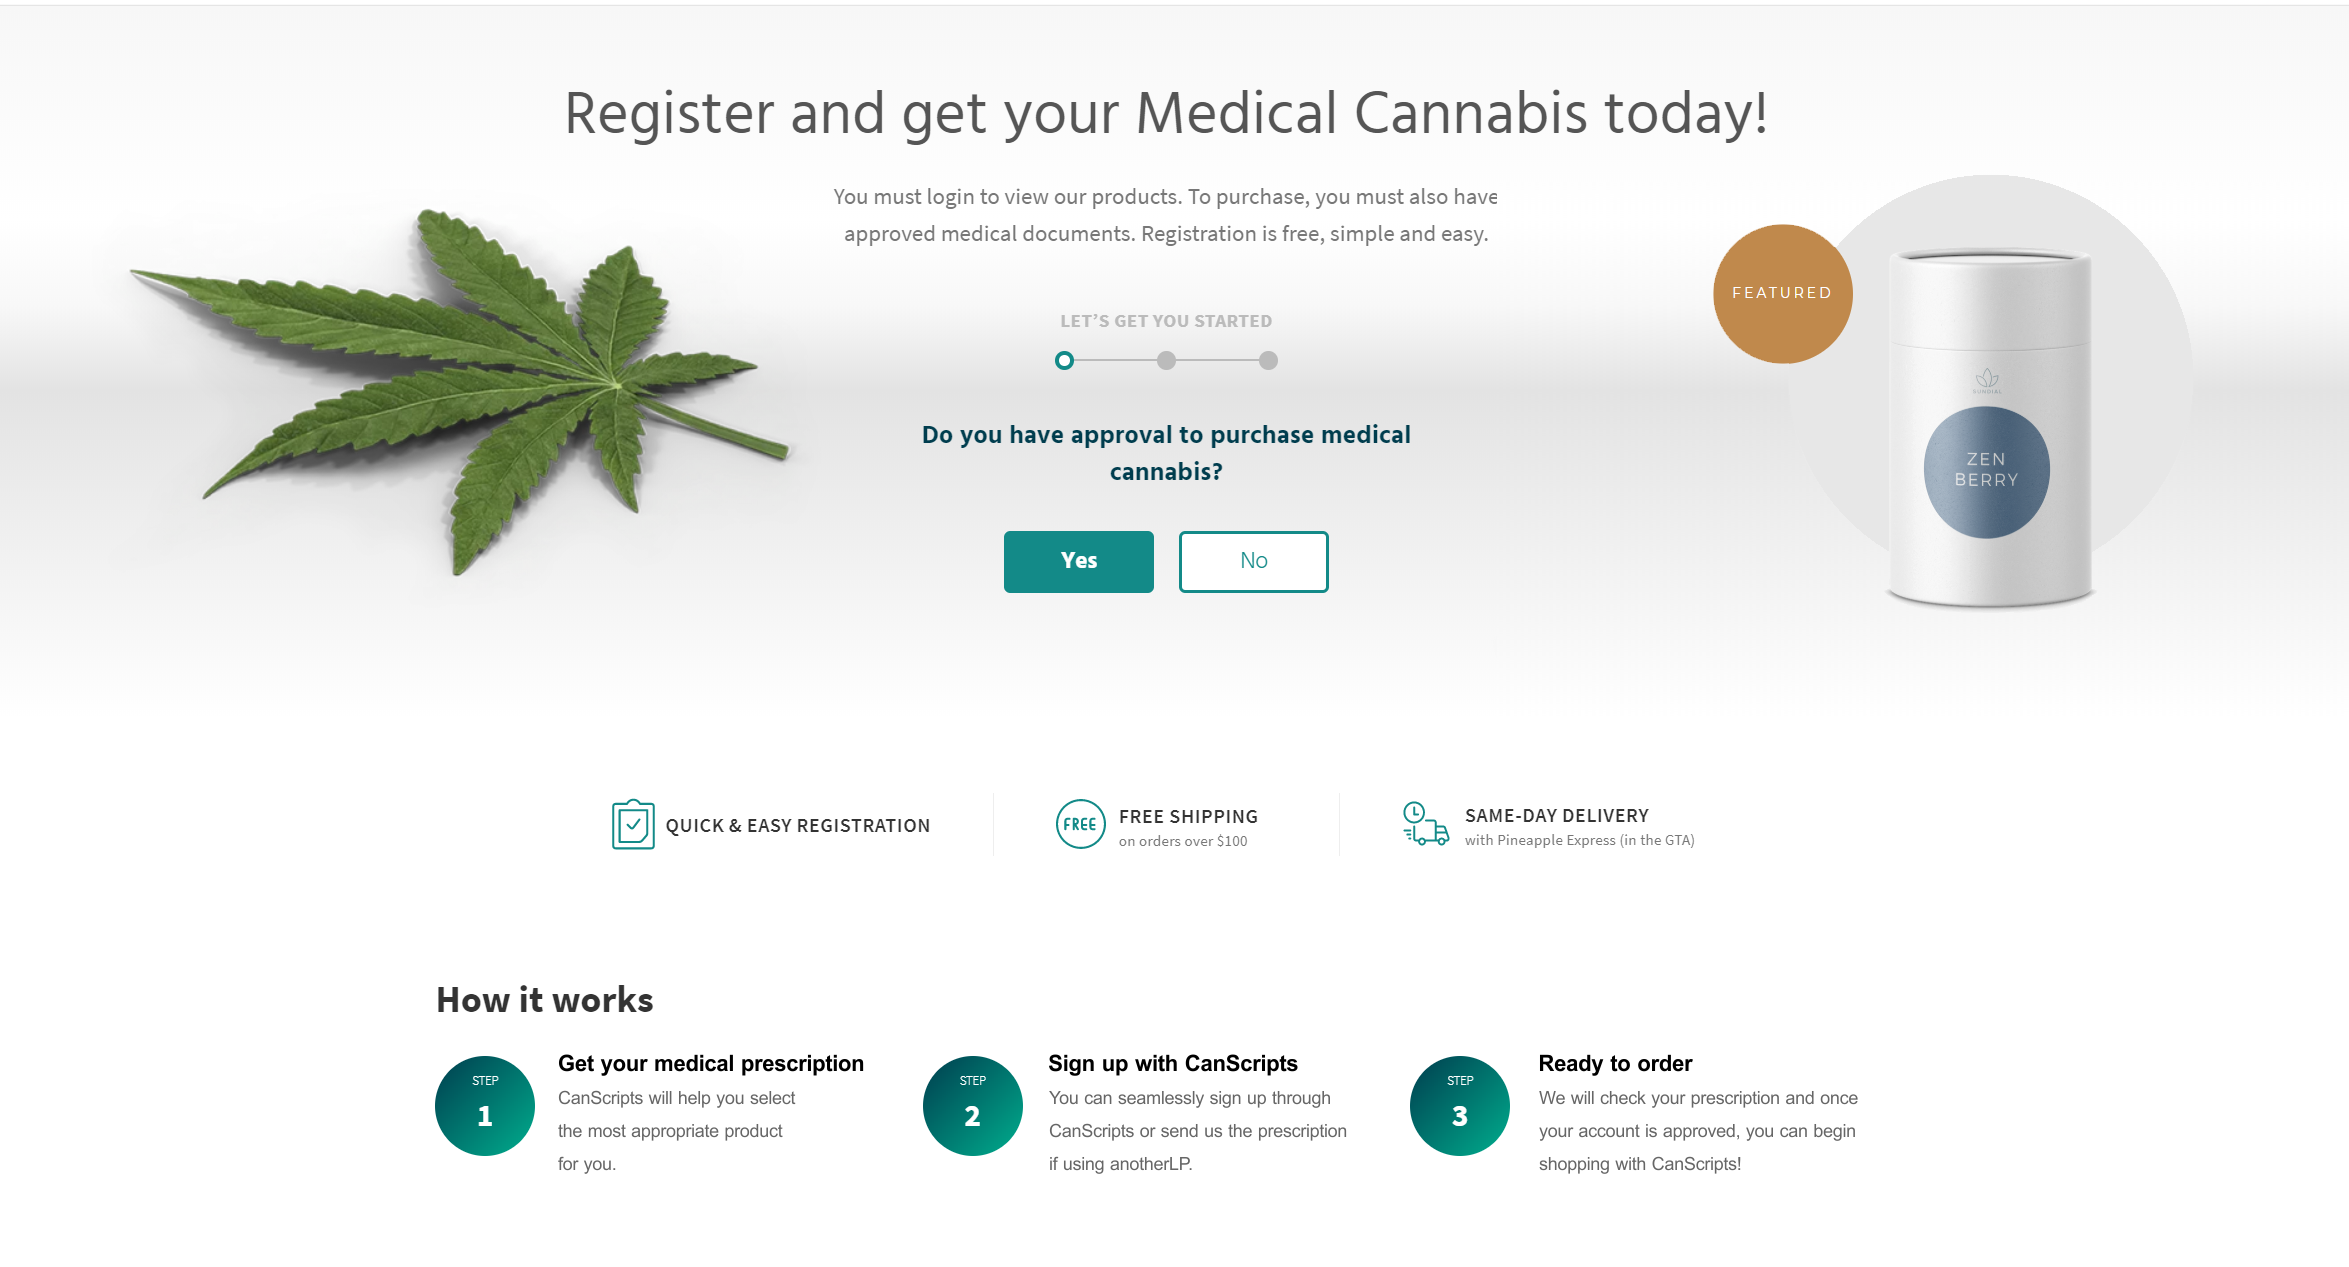 Register and get your Medical Cannabis today!
You must login to view our products. To purchase, you must also have
approved medical documents. Registration is free, simple and easy.
LET'S GET YOU STARTED
Do you have approval to purchase medical
cannabis?
Yes
No
FEATURED
SUNDIAL
ZEN
BERRY
QUICK & EASY REGISTRATION
FREE
FREE SHIPPING
on orders over $100
SAME-DAY DELIVERY
with Pineapple Express (in the GTA)
How it works
STEP
1
Get your medical prescription
CanScripts will help you select
the most appropriate product
for you.
STEP
2
Sign up with CanScripts
You can seamlessly sign up through
CanScripts or send us the prescription
if using anotherLP.
STEP
3
Ready to order
We will check your prescription and once
your account is approved, you can begin
shopping with CanScripts!